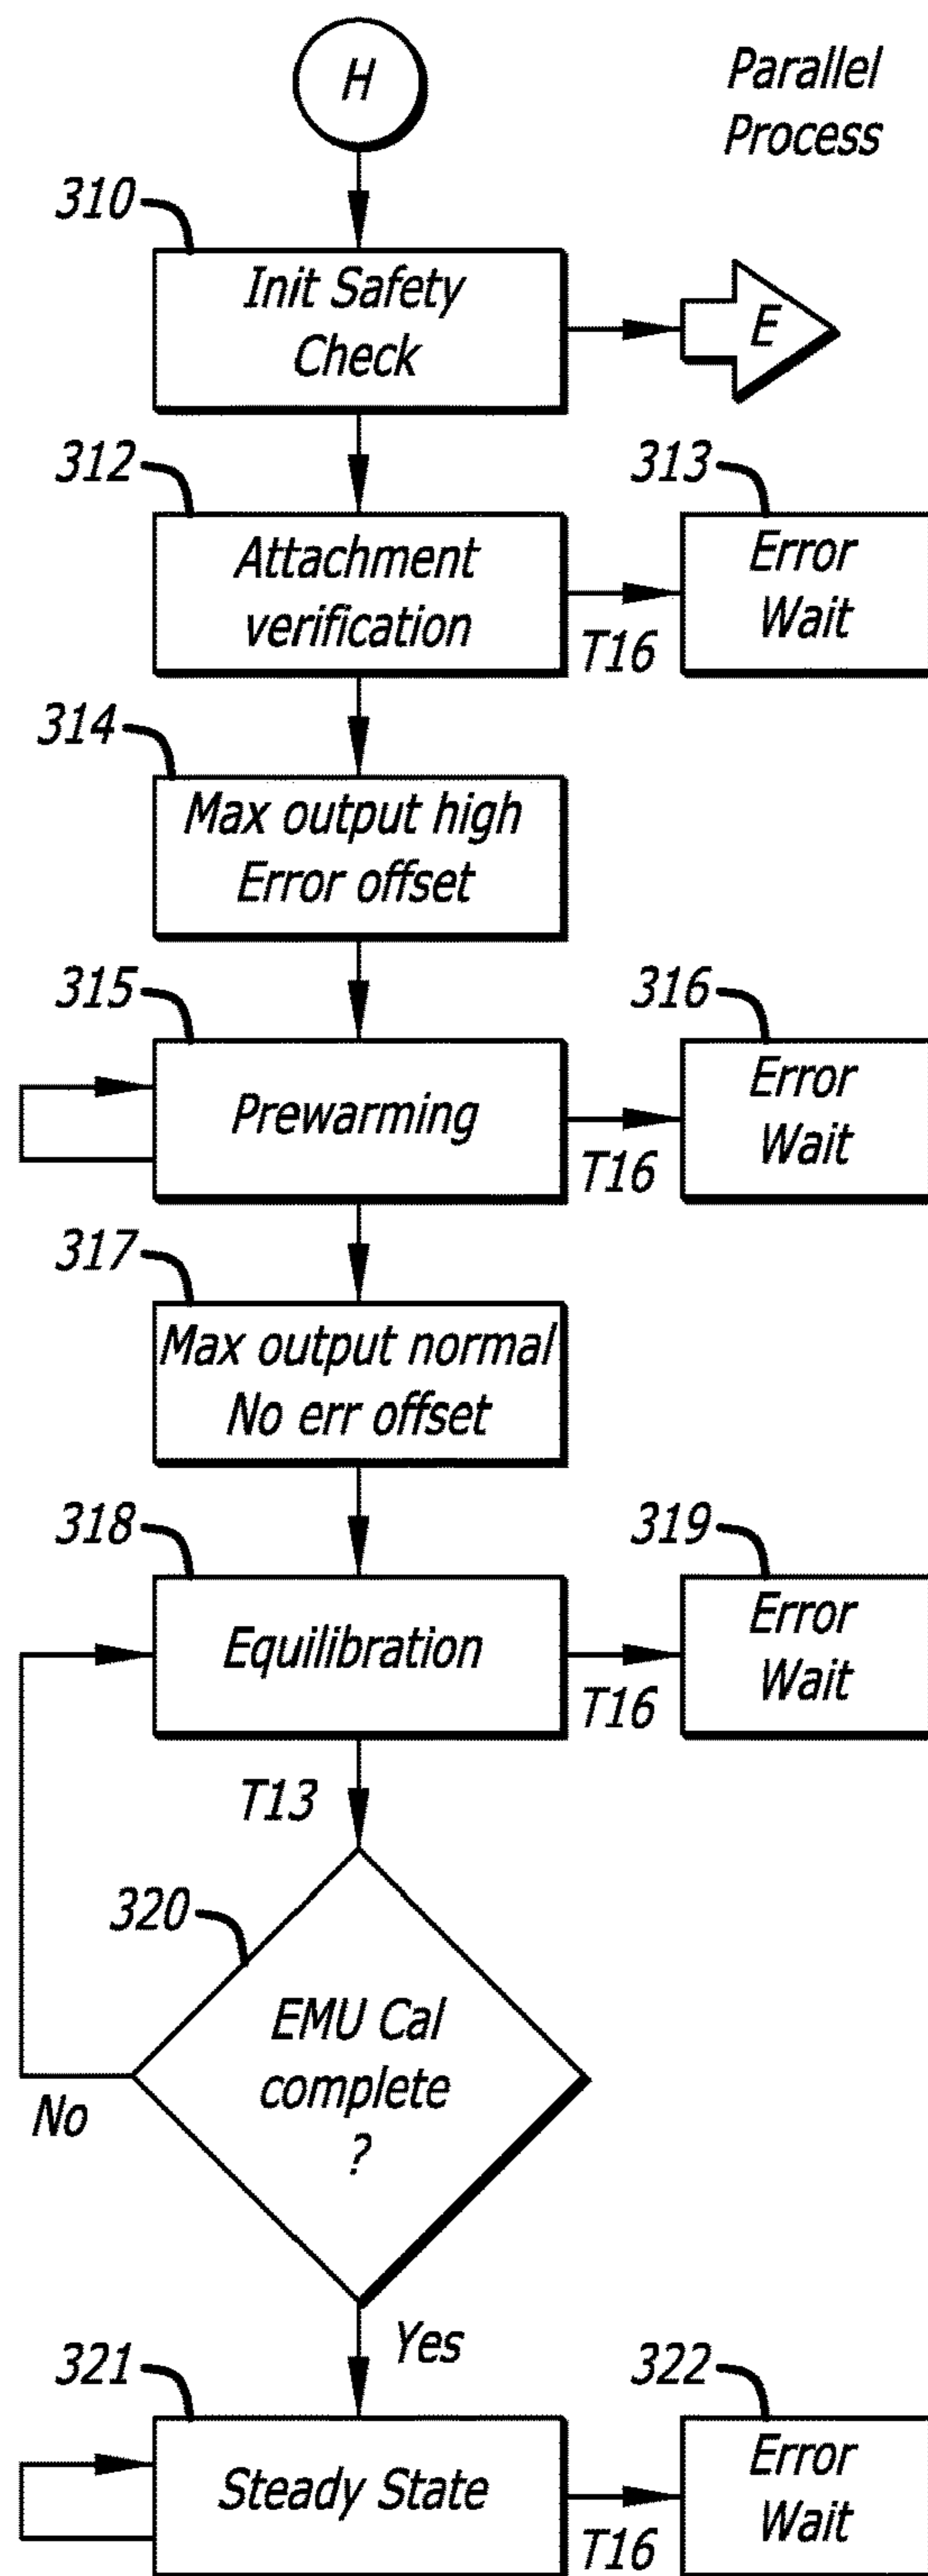 H
Parallel
Process
310
Init Safety
Check
E
312
Attachment
verification
T16
313
Error
Wait
314
Max output high
Error offset
315
Prewarming
T16
316
Error
Wait
317
Max output normal
No err offset
318
Equilibration
T16
319
Error
Wait
T13
320
EMU Cal
complete
?
No
Yes
321
Steady State
T16
322
Error
Wait